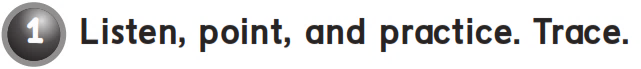 1 Listen, point, and practice. Trace.